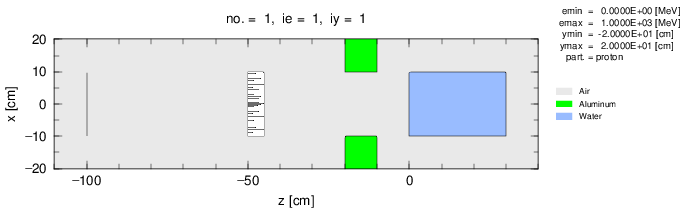 no. = 1, ie = 1, iy = 1
emin = 0.0000E+00 [MeV]
emax = 1.0000E+03 [MeV]
ymin = -2.0000E+01 [cm]
ymax = 2.0000E+01 [cm]
part. = proton
20
10
0
−10
−20
x [cm]
−100
−50
0
z [cm]
Air
Aluminum
Water